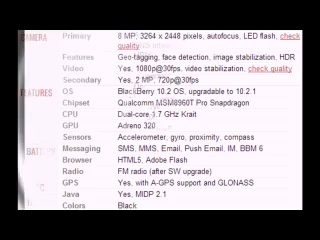 CAMERA Primary 8 MP, 3264 x 2448 pixels, autofocus, LED flash, check
quality
Features Geo-tagging, face detection, image stabilization, HDR
Video Yes, 1080p@30fps, video stabilization, check quality
Secondary Yes, 2 MP, 720p@30fps
FEATURES OS BlackBerry 10.2 OS, upgradable to 10.2.1
Chipset Qualcomm MSM8960T Pro Snapdragon
CPU Dual-core 1.7 GHz Krait
GPU Adreno 320
Sensors Accelerometer, gyro, proximity, compass
Messaging SMS, MMS, Email, Push Email, IM, BBM 6
Browser HTML5, Adobe Flash
Radio FM radio (after SW upgrade)
GPS Yes, with A-GPS support and GLONASS
Java Yes, MIDP 2.1
Colors Black